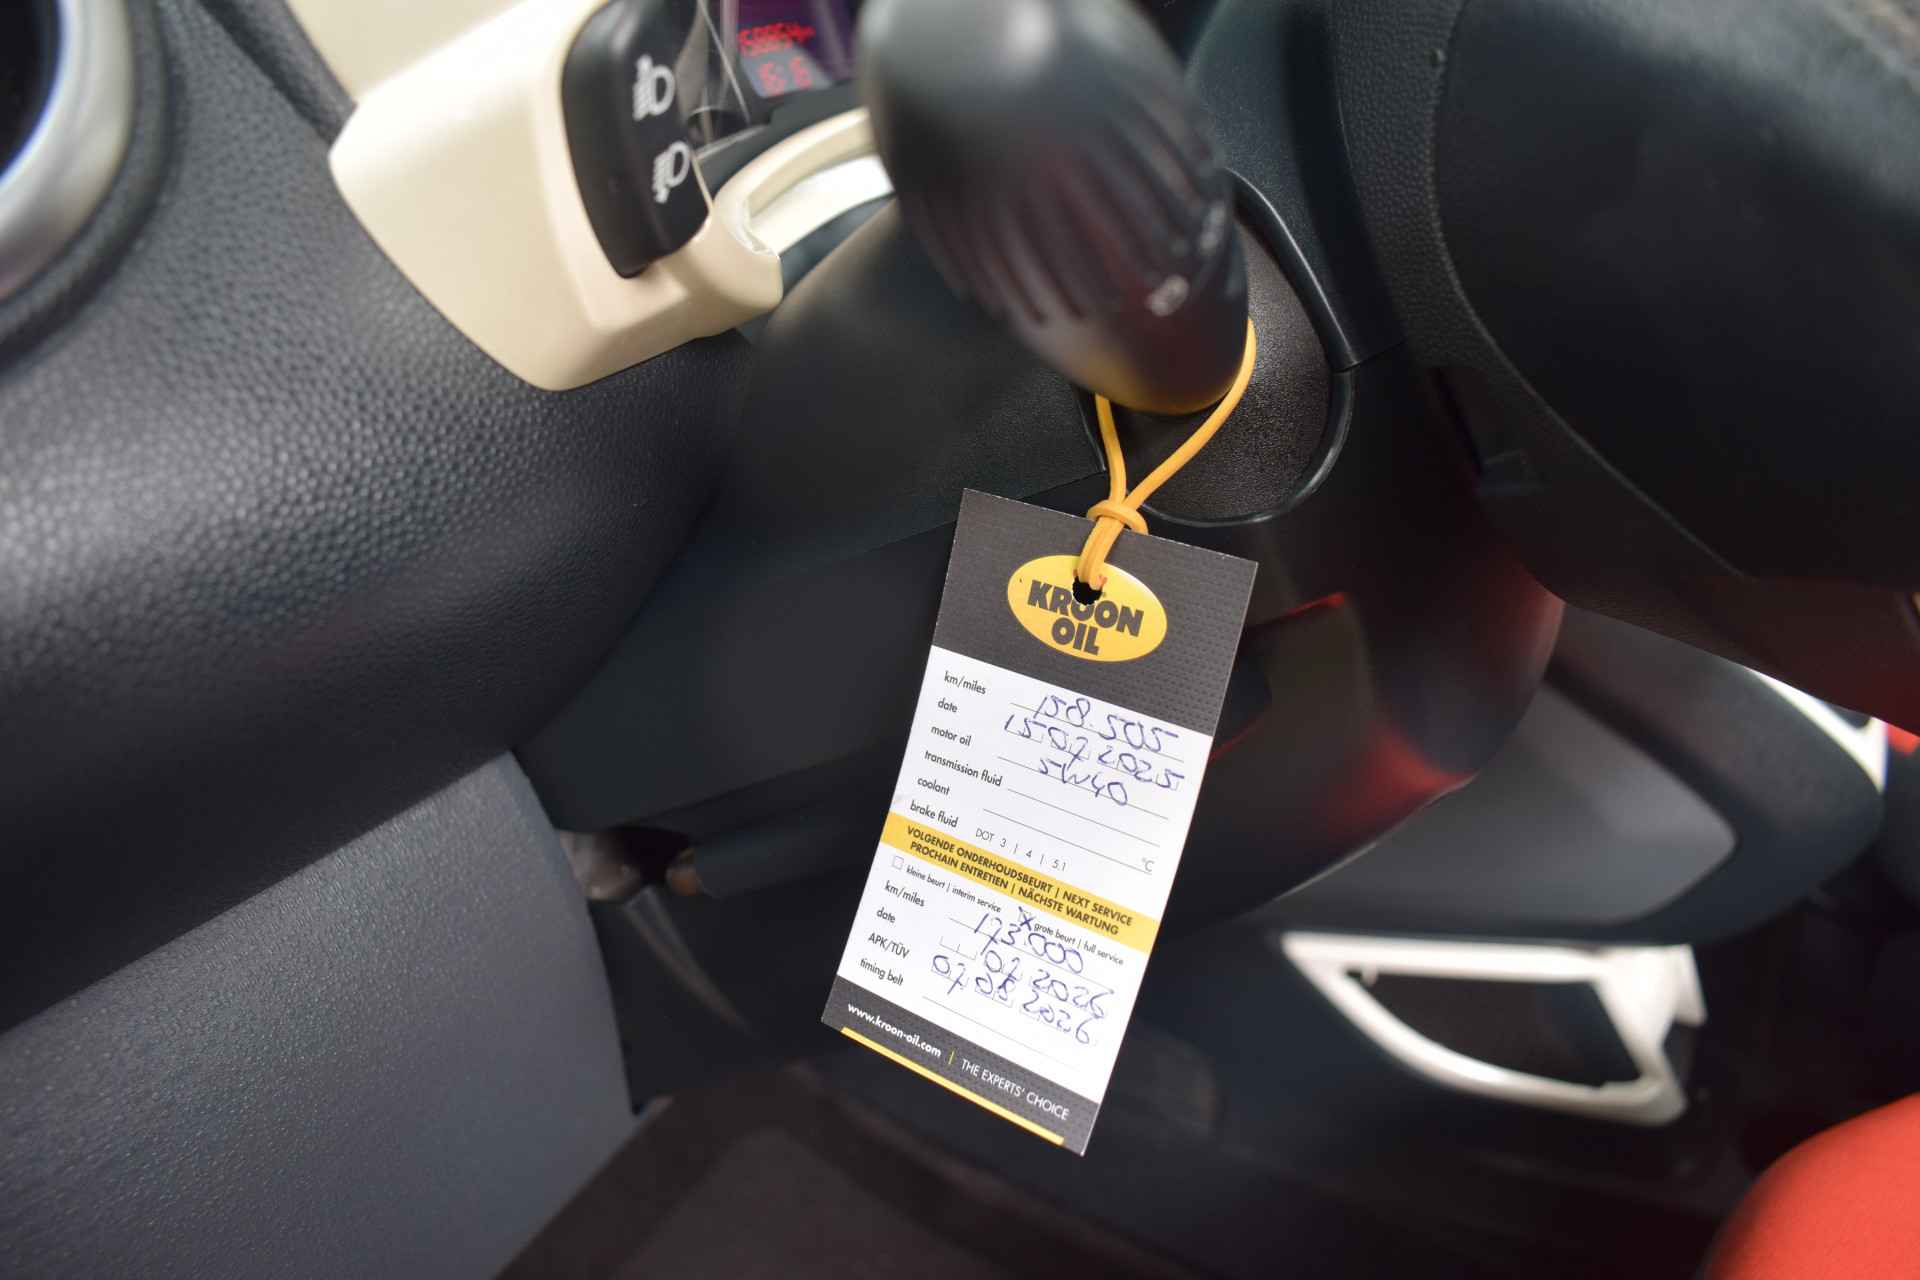 KROON
OIL
km/miles 158.505
date 15 07 2025
motor oil 5W40
transmission fluid
coolant °C
brake fluid DOT 3 | 4 | 5.1
VOLGENDE ONDERHOUDSBEURT | NEXT SERVICE
PROCHAIN ENTRETIEN | NÄCHSTE WARTUNG
kleine beurt | interim service X grote beurt | full service
km/miles 173.000
date 07 2026
APK/TÜV 07 08 2026
timing belt
www.kroon-oil.com | THE EXPERTS' CHOICE